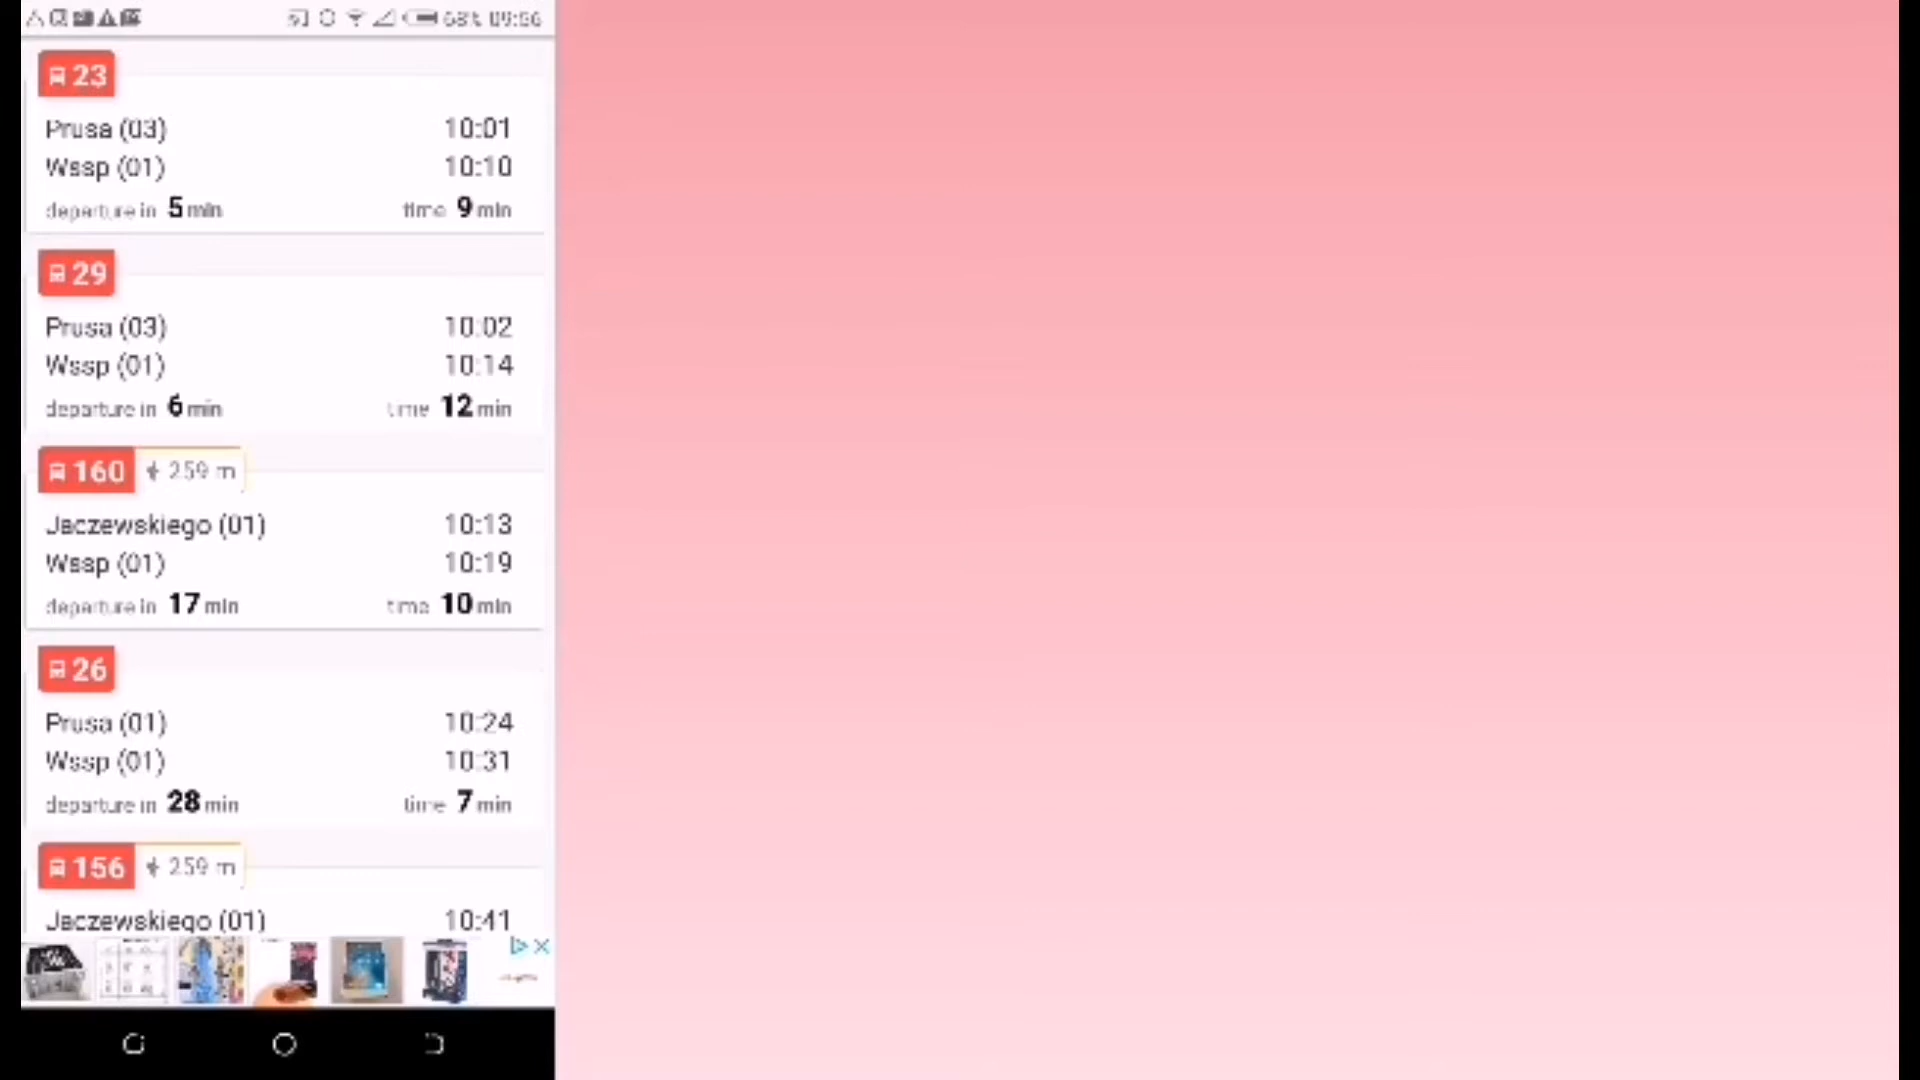 68% 09:56
23
Prusa (03) 10:01
Wssp (01) 10:10
departure in 5 min time 9 min
29
Prusa (03) 10:02
Wssp (01) 10:14
departure in 6 min time 12 min
160 259 m
Jaczewskiego (01) 10:13
Wssp (01) 10:19
departure in 17 min time 10 min
26
Prusa (01) 10:24
Wssp (01) 10:31
departure in 28 min time 7 min
156 259 m
Jaczewskiego (01) 10:41